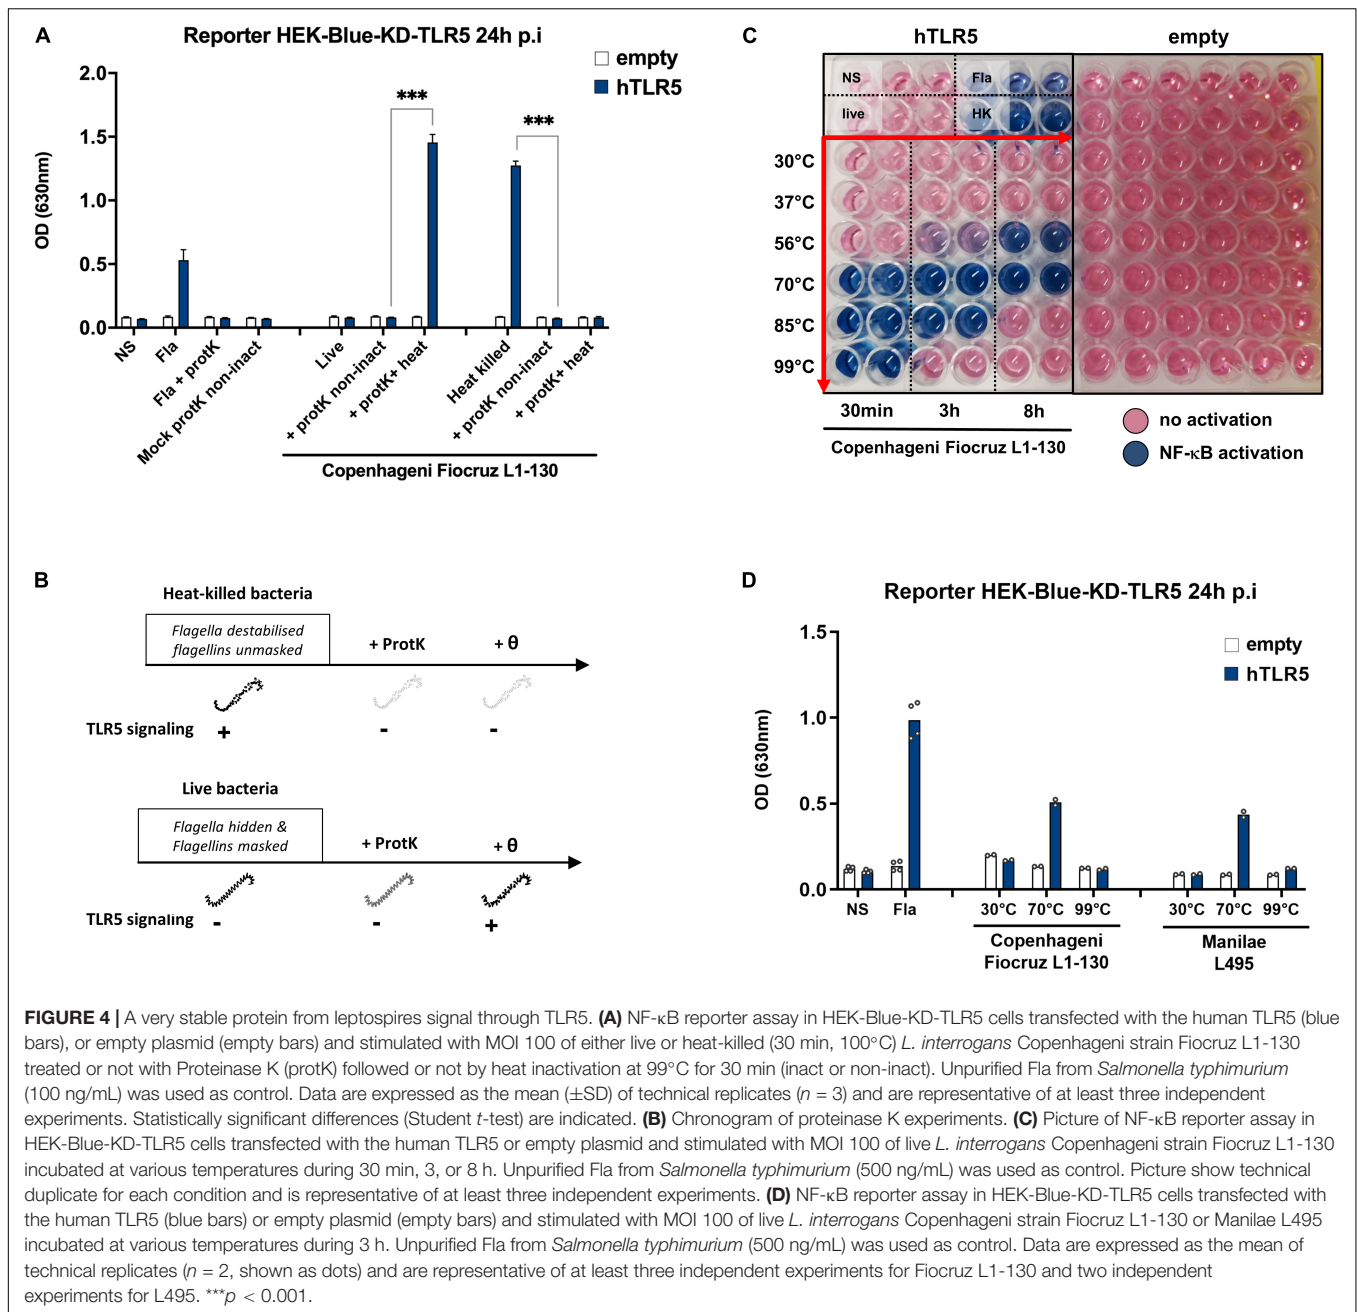 A
Reporter HEK-Blue-KD-TLR5 24h p.i
empty
hTLR5
***
***
OD (630nm)
2.0
1.5
1.0
0.5
0.0
NS
Fla
Fla + protK
Mock protK non-inact
Live
+ protK non-inact
+ protK+ heat
Heat killed
+ protK non-inact
+ protK+ heat
Copenhageni Fiocruz L1-130
C
hTLR5
empty
NS
Fla
live
HK
30°C
37°C
56°C
70°C
85°C
99°C
30min
3h
8h
Copenhageni Fiocruz L1-130
no activation
NF-κB activation
B
Heat-killed bacteria
Flagella destabilised
flagellins unmasked
+ ProtK
+ θ
TLR5 signaling
+
-
-
Live bacteria
Flagella hidden &
Flagellins masked
+ ProtK
+ θ
TLR5 signaling
-
-
+
D
Reporter HEK-Blue-KD-TLR5 24h p.i
empty
hTLR5
OD (630nm)
1.5
1.0
0.5
0.0
NS
Fla
30°C 70°C 99°C
Copenhageni
Fiocruz L1-130
30°C 70°C 99°C
Manilae
L495
FIGURE 4 | A very stable protein from leptospires signal through TLR5. (A) NF-κB reporter assay in HEK-Blue-KD-TLR5 cells transfected with the human TLR5 (blue
bars), or empty plasmid (empty bars) and stimulated with MOI 100 of either live or heat-killed (30 min, 100°C) L. interrogans Copenhageni strain Fiocruz L1-130
treated or not with Proteinase K (protK) followed or not by heat inactivation at 99°C for 30 min (inact or non-inact). Unpurified Fla from Salmonella typhimurium
(100 ng/mL) was used as control. Data are expressed as the mean (±SD) of technical replicates (n = 3) and are representative of at least three independent
experiments. Statistically significant differences (Student t-test) are indicated. (B) Chronogram of proteinase K experiments. (C) Picture of NF-κB reporter assay in
HEK-Blue-KD-TLR5 cells transfected with the human TLR5 or empty plasmid and stimulated with MOI 100 of live L. interrogans Copenhageni strain Fiocruz L1-130
incubated at various temperatures during 30 min, 3, or 8 h. Unpurified Fla from Salmonella typhimurium (500 ng/mL) was used as control. Picture show technical
duplicate for each condition and is representative of at least three independent experiments. (D) NF-κB reporter assay in HEK-Blue-KD-TLR5 cells transfected with
the human TLR5 (blue bars) or empty plasmid (empty bars) and stimulated with MOI 100 of live L. interrogans Copenhageni strain Fiocruz L1-130 or Manilae L495
incubated at various temperatures during 3 h. Unpurified Fla from Salmonella typhimurium (500 ng/mL) was used as control. Data are expressed as the mean of
technical replicates (n = 2, shown as dots) and are representative of at least three independent experiments for Fiocruz L1-130 and two independent
experiments for L495. ***p < 0.001.